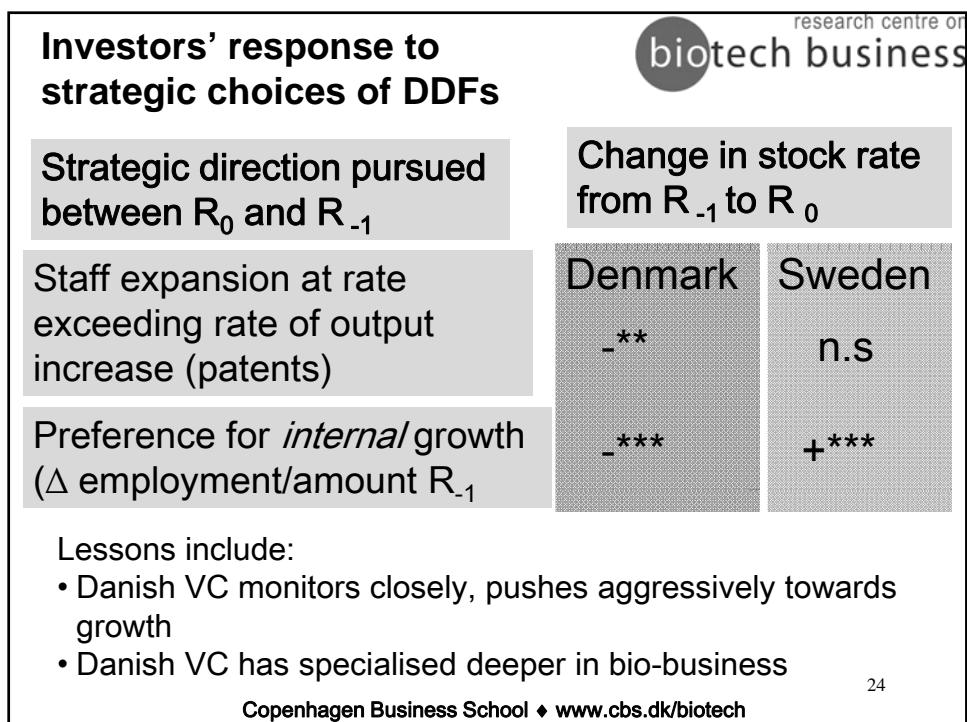 Investors’ response to
strategic choices of DDFs
research centre on
biotech business
Strategic direction pursued
between R₀ and R ₋₁
Change in stock rate
from R ₋₁ to R ₀
Denmark
Sweden
Staff expansion at rate
exceeding rate of output
increase (patents)
-**
n.s
Preference for internal growth
(Δ employment/amount R₋₁
-***
+***
Lessons include:
• Danish VC monitors closely, pushes aggressively towards
growth
• Danish VC has specialised deeper in bio-business
24
Copenhagen Business School ♦ www.cbs.dk/biotech